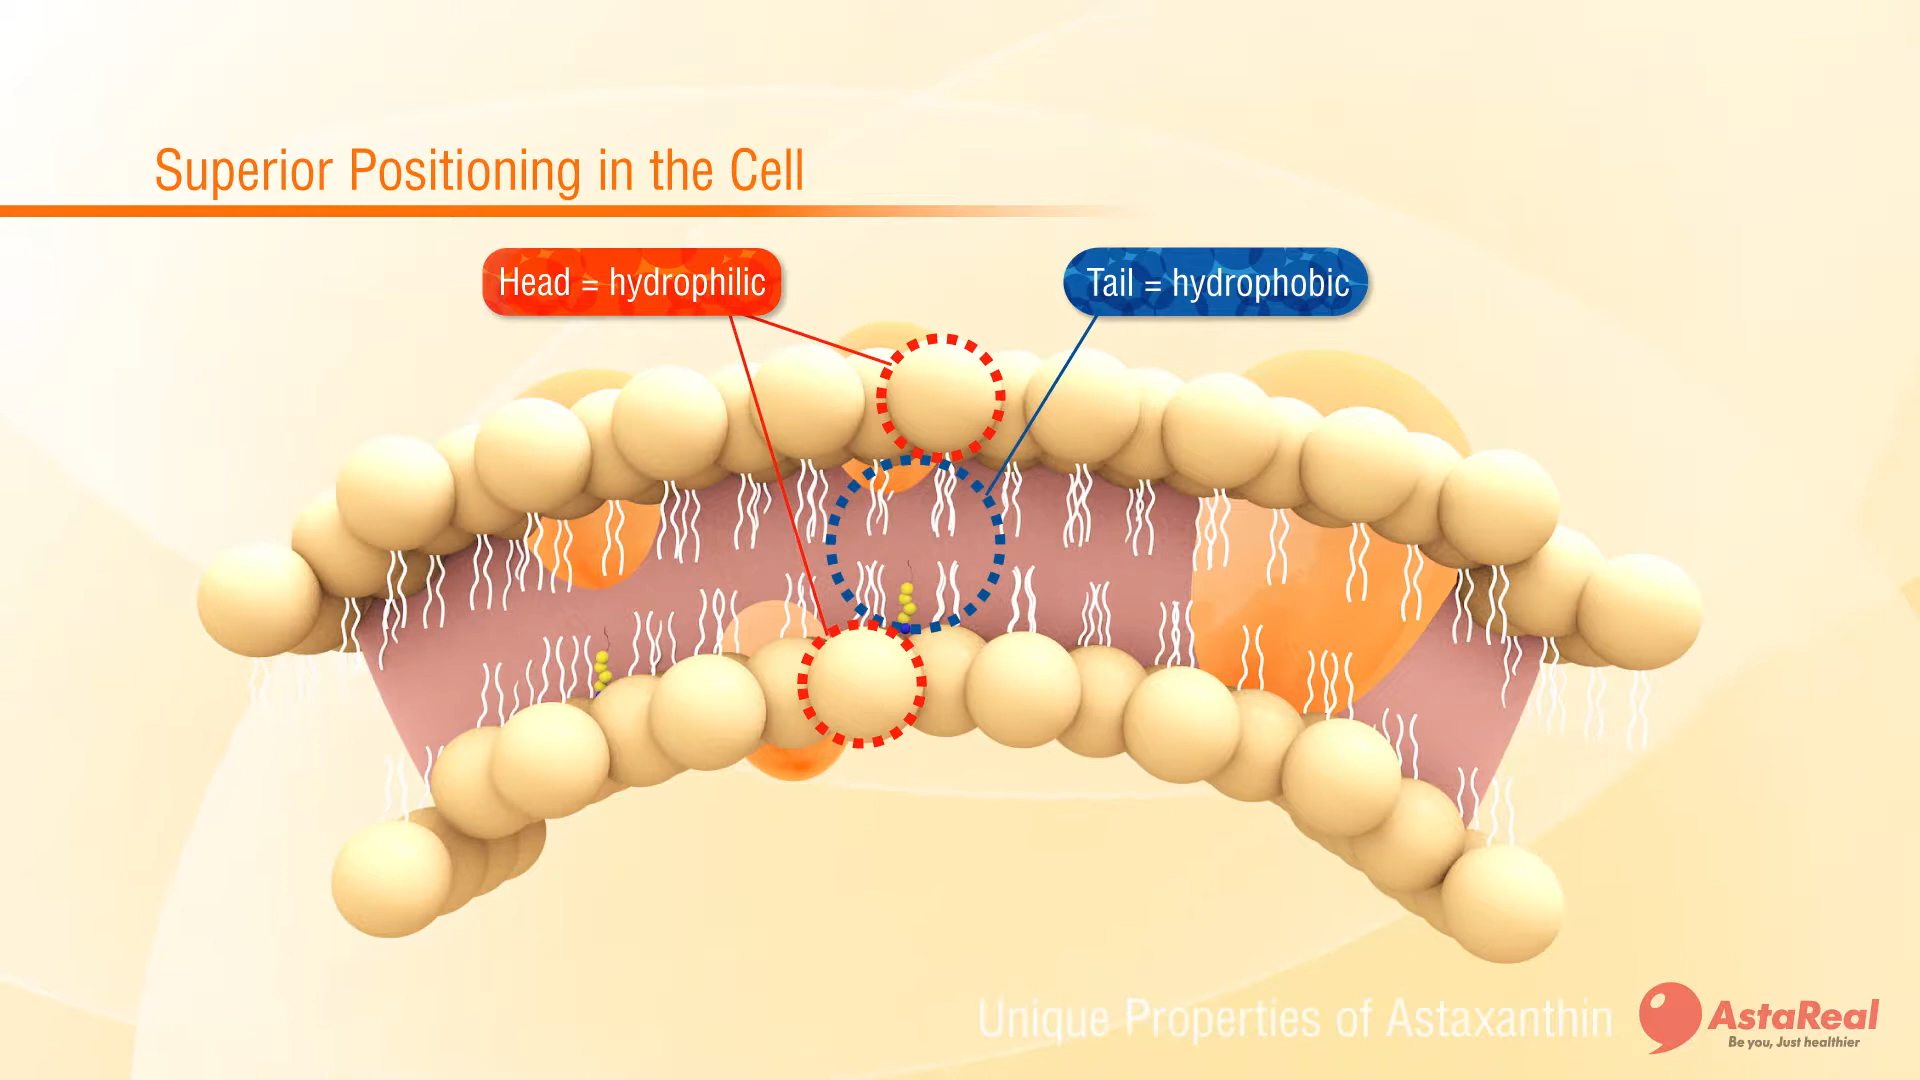 Superior Positioning in the Cell
Head = hydrophilic
Tail = hydrophobic
Unique Properties of Astaxanthin
AstaReal
Be you, Just healthier